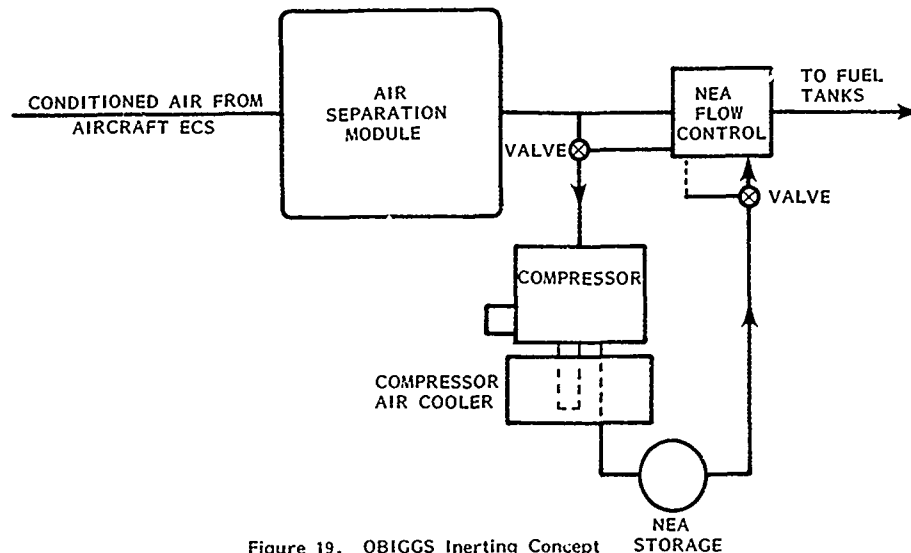 CONDITIONED AIR FROM
AIRCRAFT ECS
AIR
SEPARATION
MODULE
NEA
FLOW
CONTROL
TO FUEL
TANKS
VALVE
VALVE
COMPRESSOR
COMPRESSOR
AIR COOLER
NEA
STORAGE
Figure 19. OBIGGS Inerting Concept